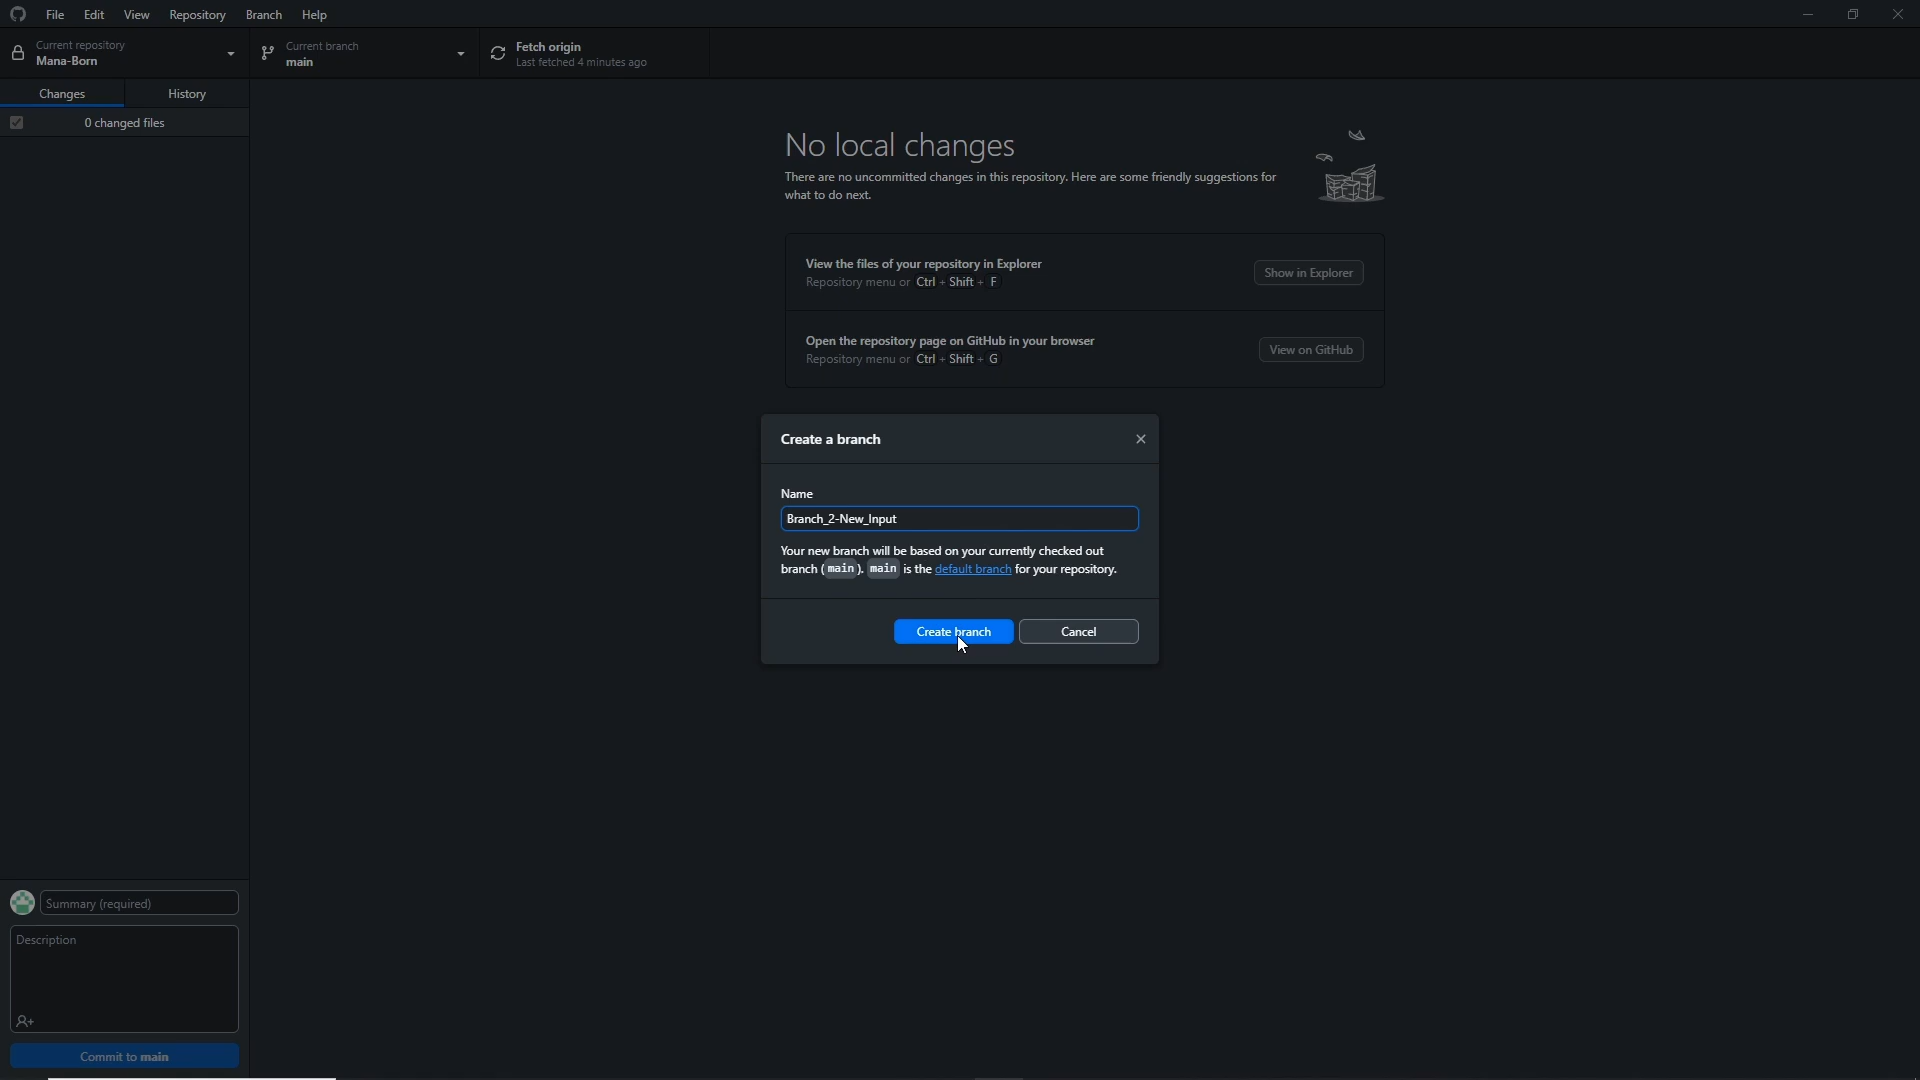 File Edit View Repository Branch Help
Current repository
Mana-Born
Current branch
main
Fetch origin
Last fetched 4 minutes ago
Changes
History
0 changed files
No local changes
There are no uncommitted changes in this repository. Here are some friendly suggestions for
what to do next.
View the files of your repository in Explorer
Repository menu or Ctrl + Shift + F
Show in Explorer
Open the repository page on GitHub in your browser
Repository menu or Ctrl + Shift + G
View on GitHub
Create a branch
Name
Branch_2-New_Input
Your new branch will be based on your currently checked out
branch (main). main is the default branch for your repository.
Create branch
Cancel
Summary (required)
Description
Commit to main